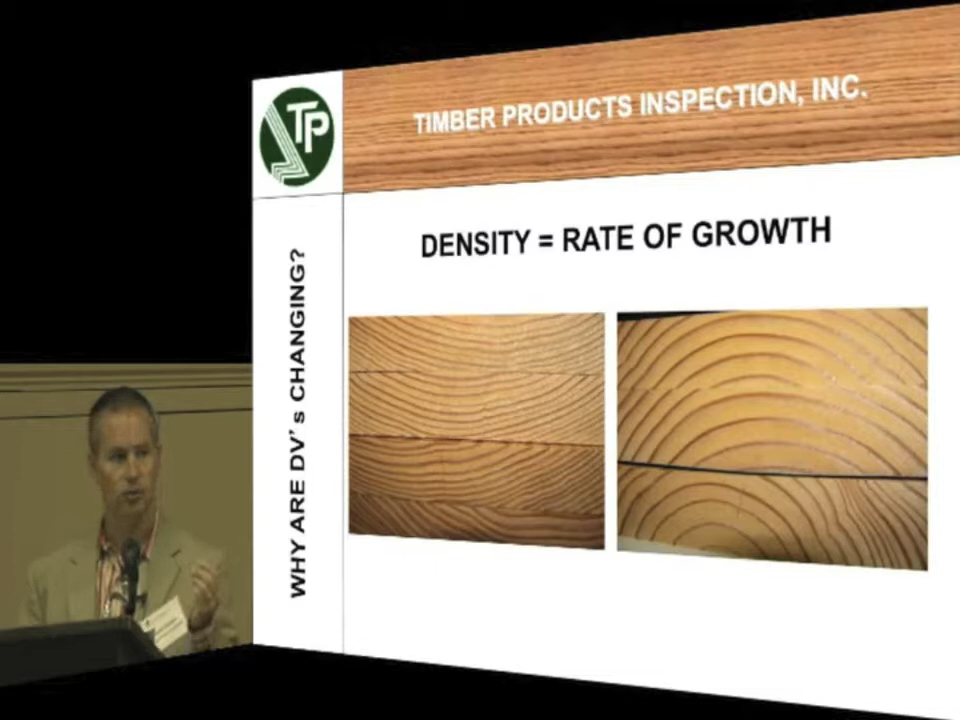 TP
TIMBER PRODUCTS INSPECTION, INC.
WHY ARE DV's CHANGING?
DENSITY = RATE OF GROWTH